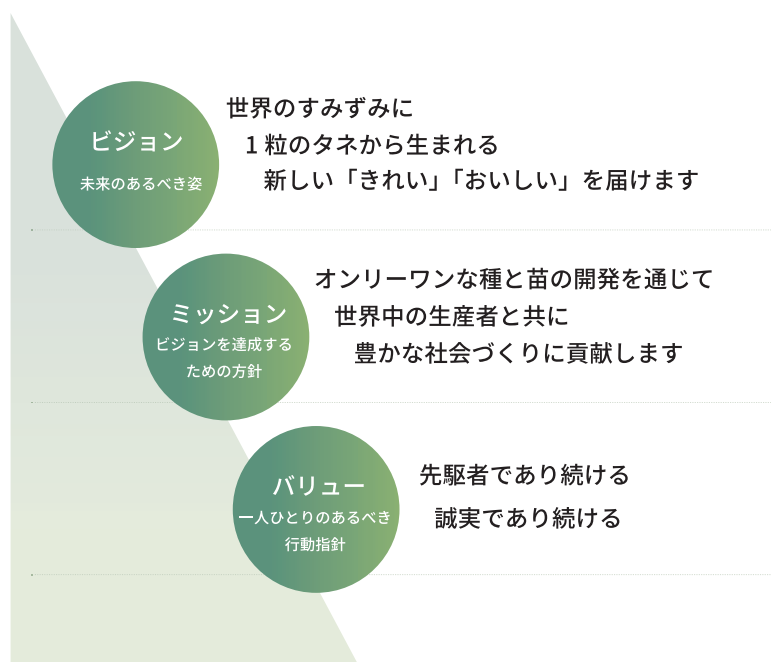 ビジョン
未来のあるべき姿
世界のすみずみに
1 粒のタネから生まれる
新しい「きれい」「おいしい」を届けます
ミッション
ビジョンを達成する
ための方針
オンリーワンな種と苗の開発を通じて
世界中の生産者と共に
豊かな社会づくりに貢献します
バリュー
一人ひとりのあるべき
行動指針
先駆者であり続ける
誠実であり続ける